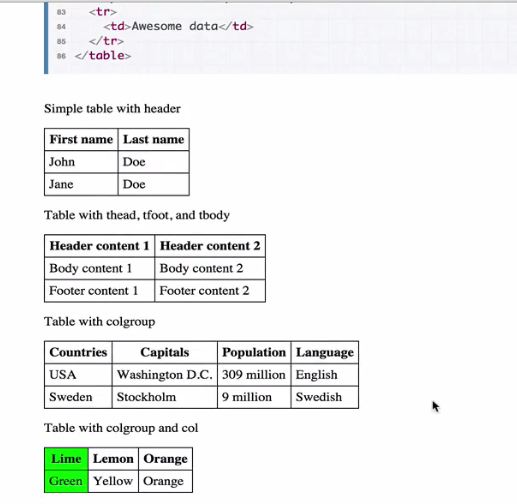 83 <tr>
84 <td>Awesome data</td>
85 </tr>
86 </table>
Simple table with header
First name Last name
John Doe
Jane Doe
Table with thead, tfoot, and tbody
Header content 1 Header content 2
Body content 1 Body content 2
Footer content 1 Footer content 2
Table with colgroup
Countries Capitals Population Language
USA Washington D.C. 309 million English
Sweden Stockholm 9 million Swedish
Table with colgroup and col
Lime Lemon Orange
Green Yellow Orange